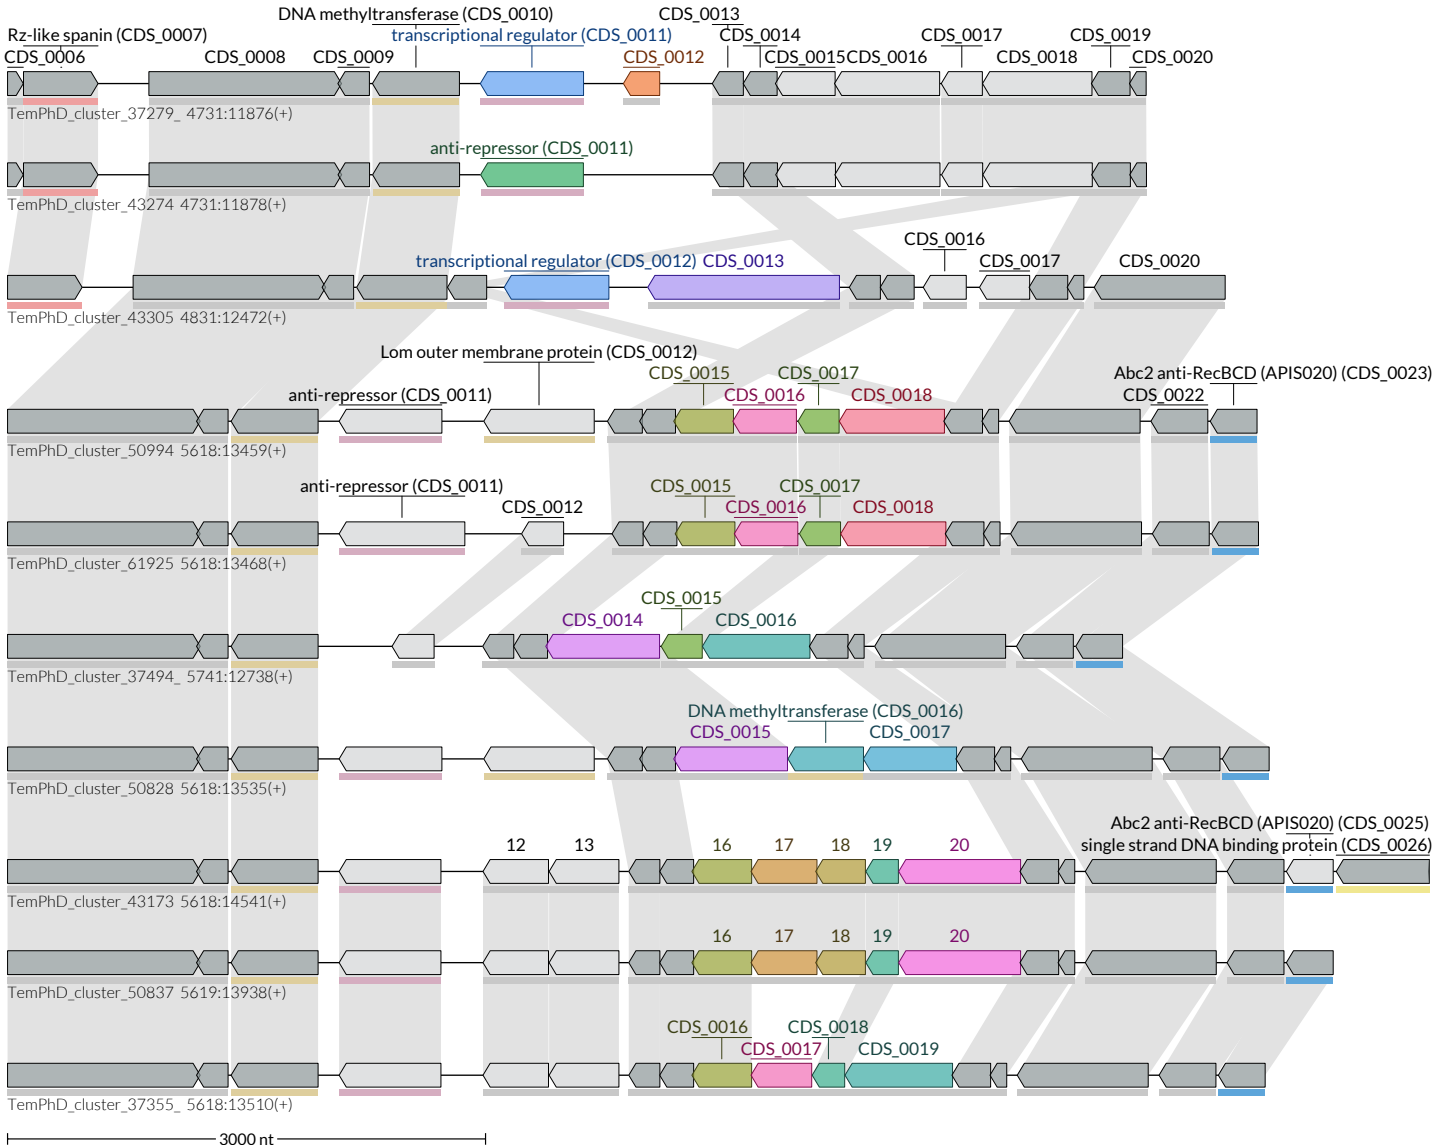 DNA methyltransferase (CDS_0010) CDS_0013
Rz-like spanin (CDS_0007) transcriptional regulator (CDS_0011) CDS_0014 CDS_0017 CDS_0019
CDS_0006 CDS_0008 CDS_0009 CDS_0012 CDS_0015 CDS_0016 CDS_0018 CDS_0020
TemPhD_cluster_37279_ 4731:11876(+)
anti-repressor (CDS_0011)
TemPhD_cluster_43274 4731:11878(+)
CDS_0016
transcriptional regulator (CDS_0012) CDS_0013 CDS_0017 CDS_0020
TemPhD_cluster_43305 4831:12472(+)
Lom outer membrane protein (CDS_0012)
CDS_0015 CDS_0017 Abc2 anti-RecBCD (APIS020) (CDS_0023)
anti-repressor (CDS_0011) CDS_0016 CDS_0018 CDS_0022
TemPhD_cluster_50994 5618:13459(+)
anti-repressor (CDS_0011) CDS_0015 CDS_0017
CDS_0012 CDS_0016 CDS_0018
TemPhD_cluster_61925 5618:13468(+)
CDS_0015
CDS_0014 CDS_0016
TemPhD_cluster_37494_ 5741:12738(+)
DNA methyltransferase (CDS_0016)
CDS_0015 CDS_0017
TemPhD_cluster_50828 5618:13535(+)
Abc2 anti-RecBCD (APIS020) (CDS_0025)
12 13 16 17 18 19 20 single strand DNA binding protein (CDS_0026)
TemPhD_cluster_43173 5618:14541(+)
16 17 18 19 20
TemPhD_cluster_50837 5619:13938(+)
CDS_0016 CDS_0018
CDS_0017 CDS_0019
TemPhD_cluster_37355_ 5618:13510(+)
3000 nt